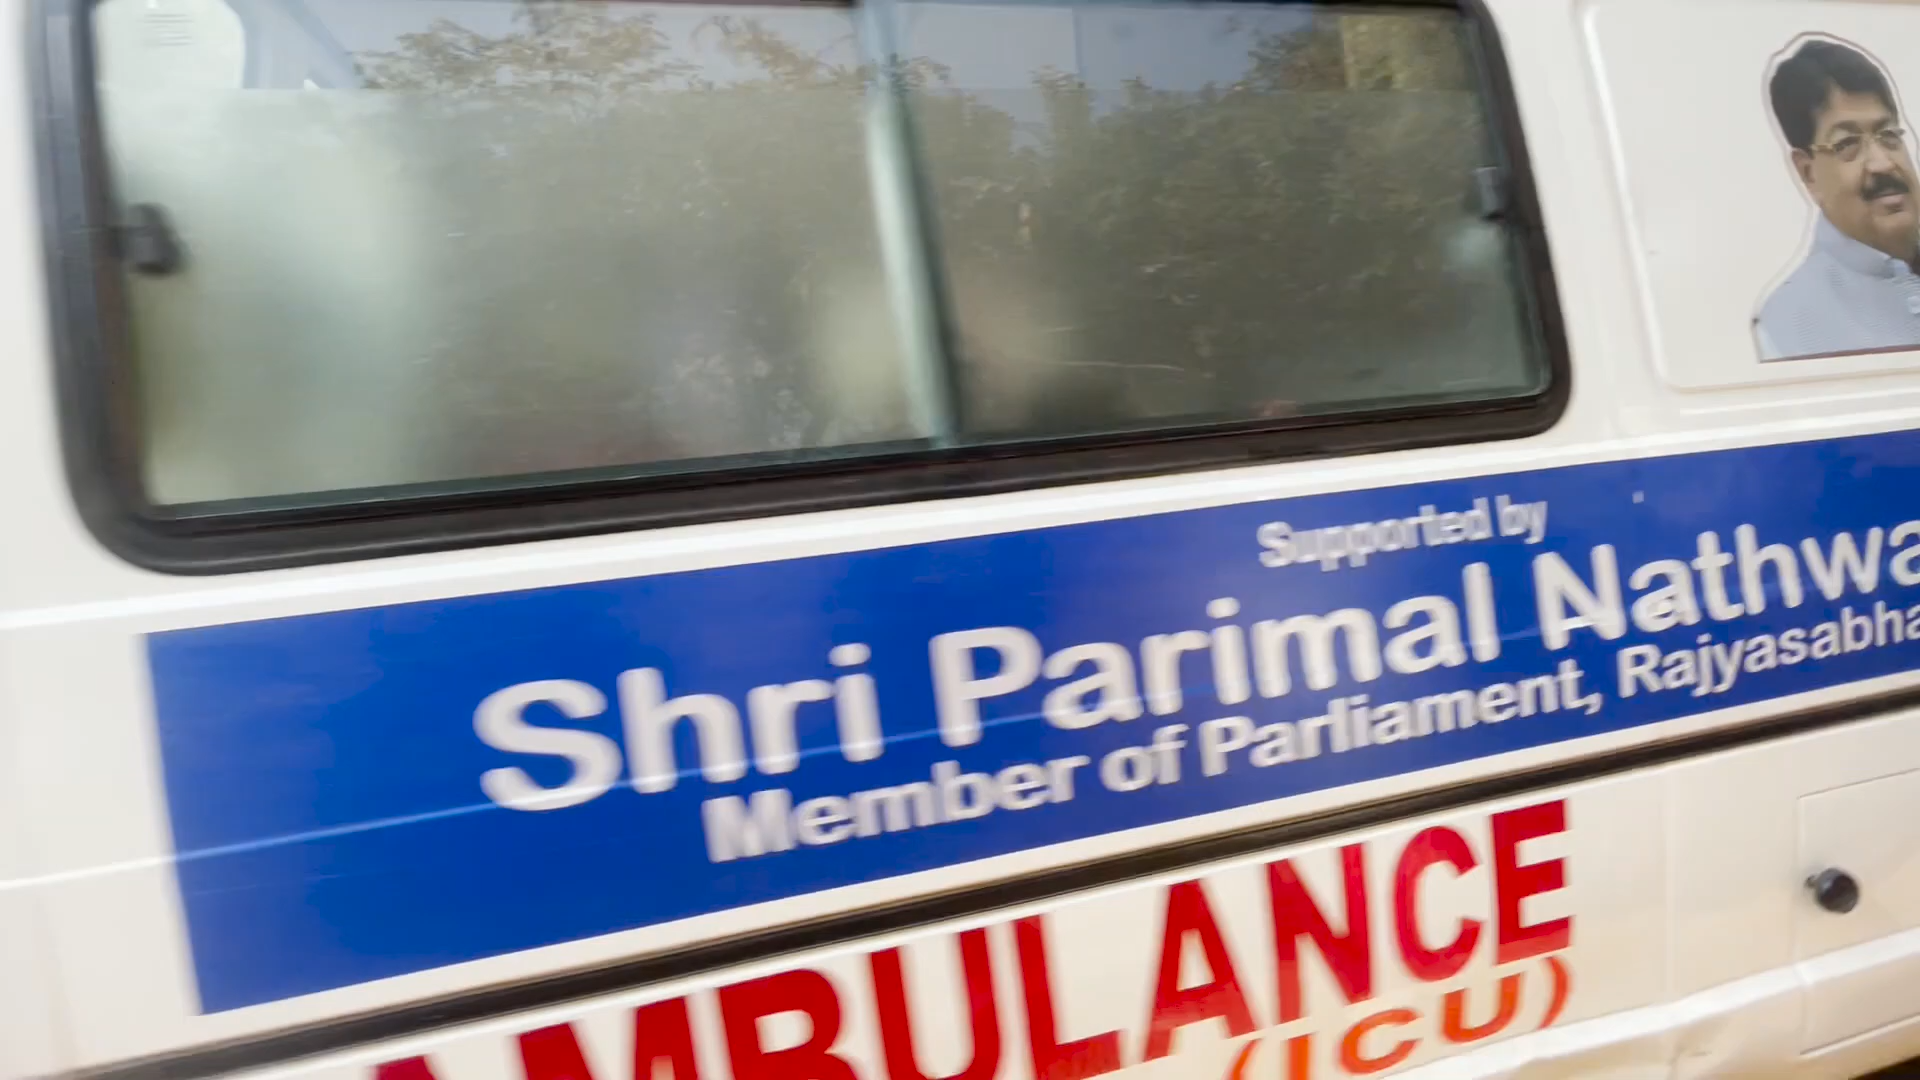 Supported by
Shri Parimal Nathwa
Member of Parliament, Rajyasabha
AMBULANCE
(ICU)